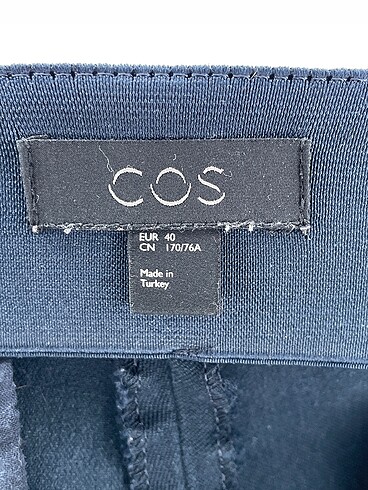 COS
EUR 40
CN 170/76A
Made in
Turkey